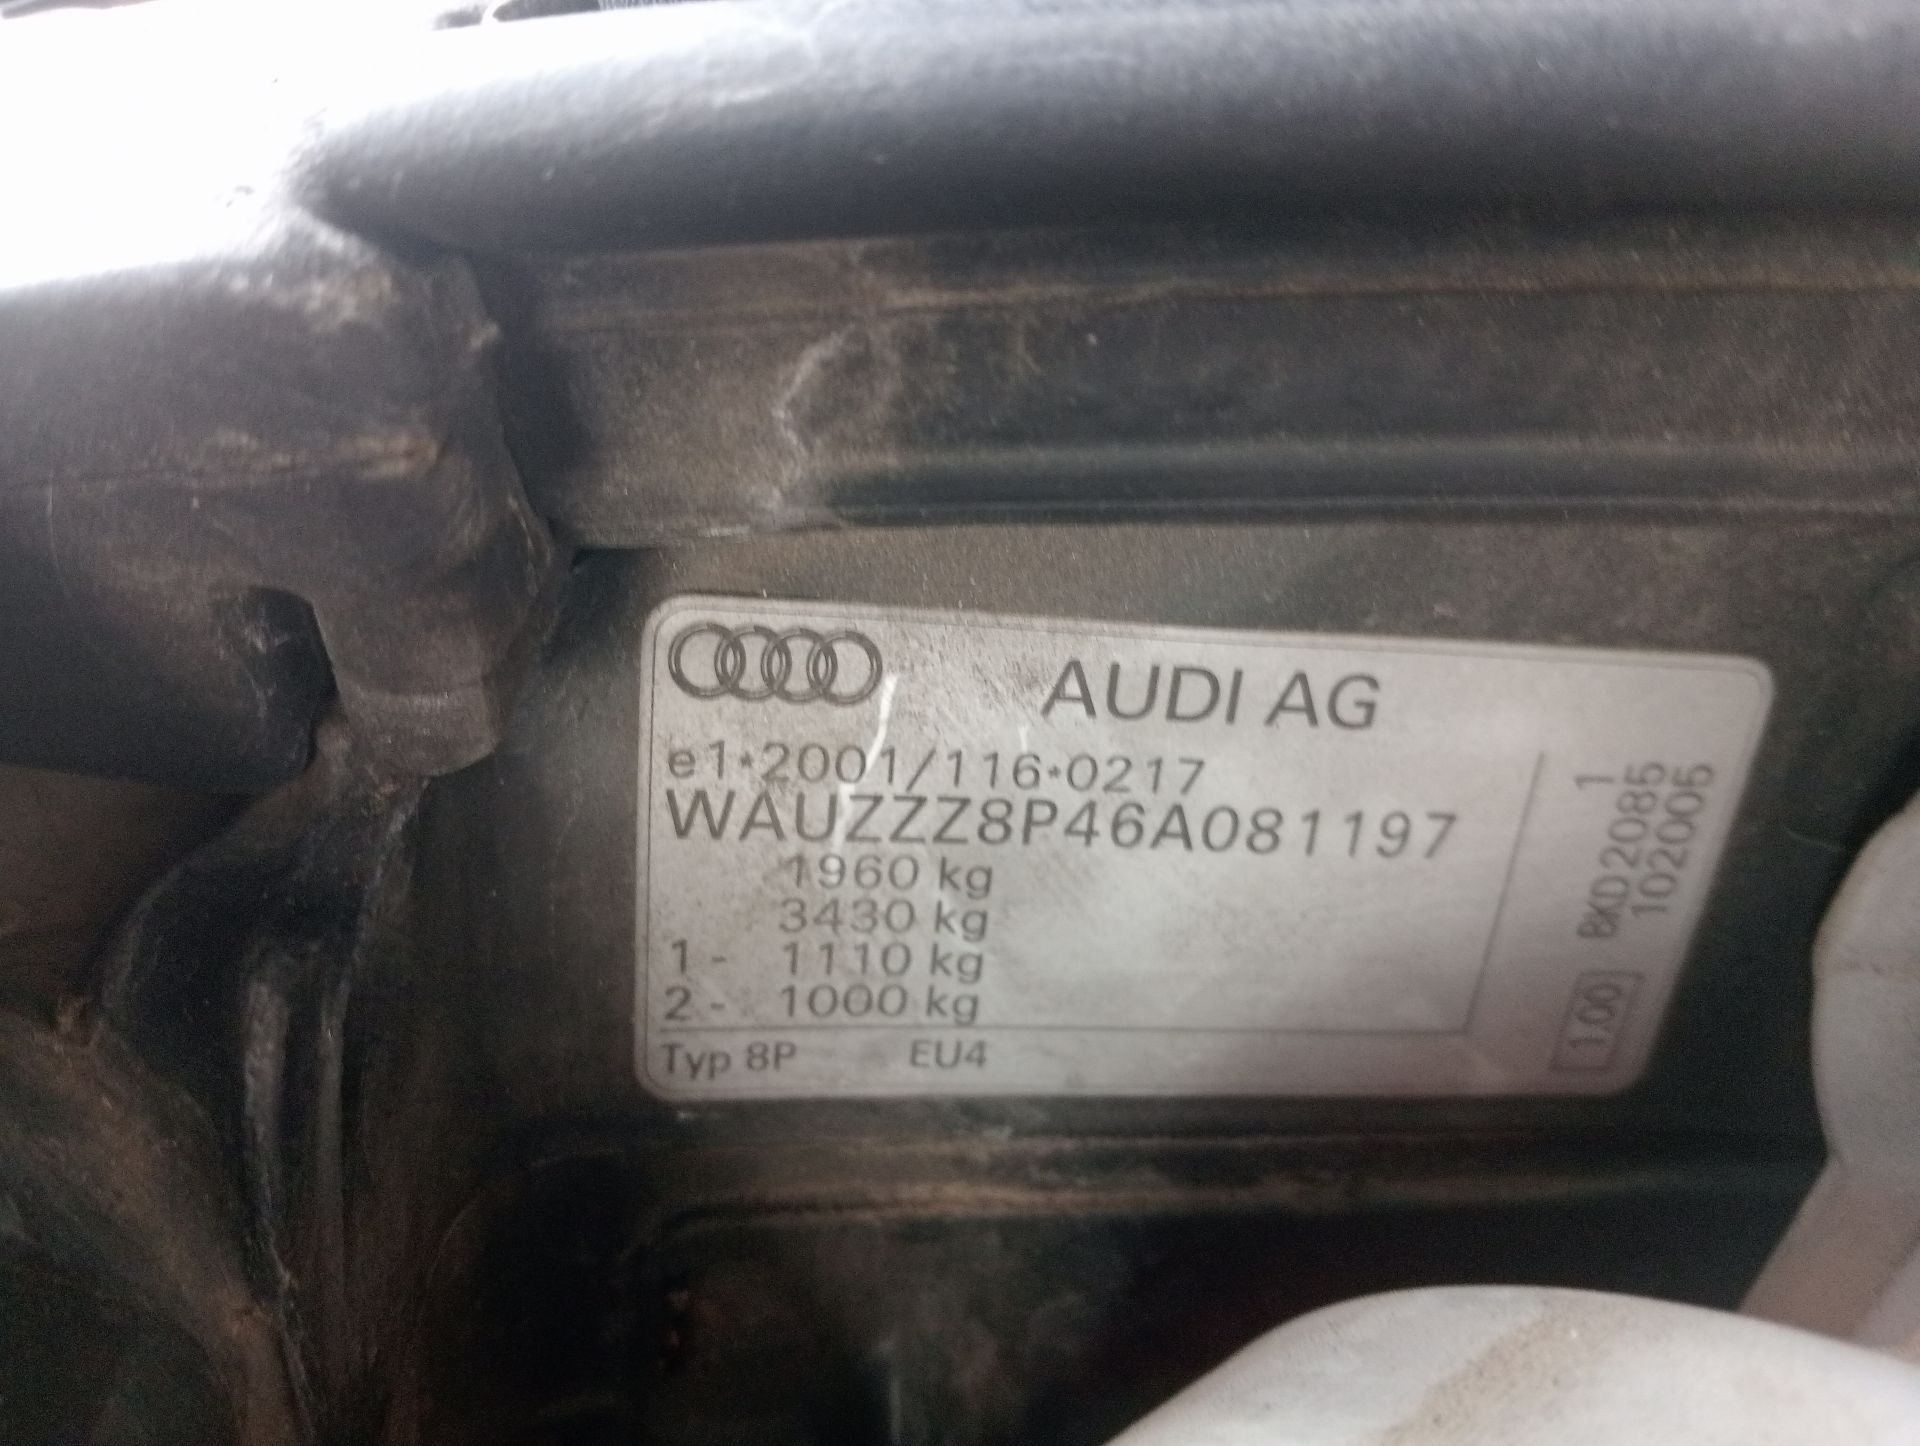 AUDI AG
e1*2001/116*0217
WAUZZZ8P46A081197
1960 kg
3430 kg
1 - 1110 kg
2 - 1000 kg
Typ 8P EU4
1
BKD2085
102005
1.00